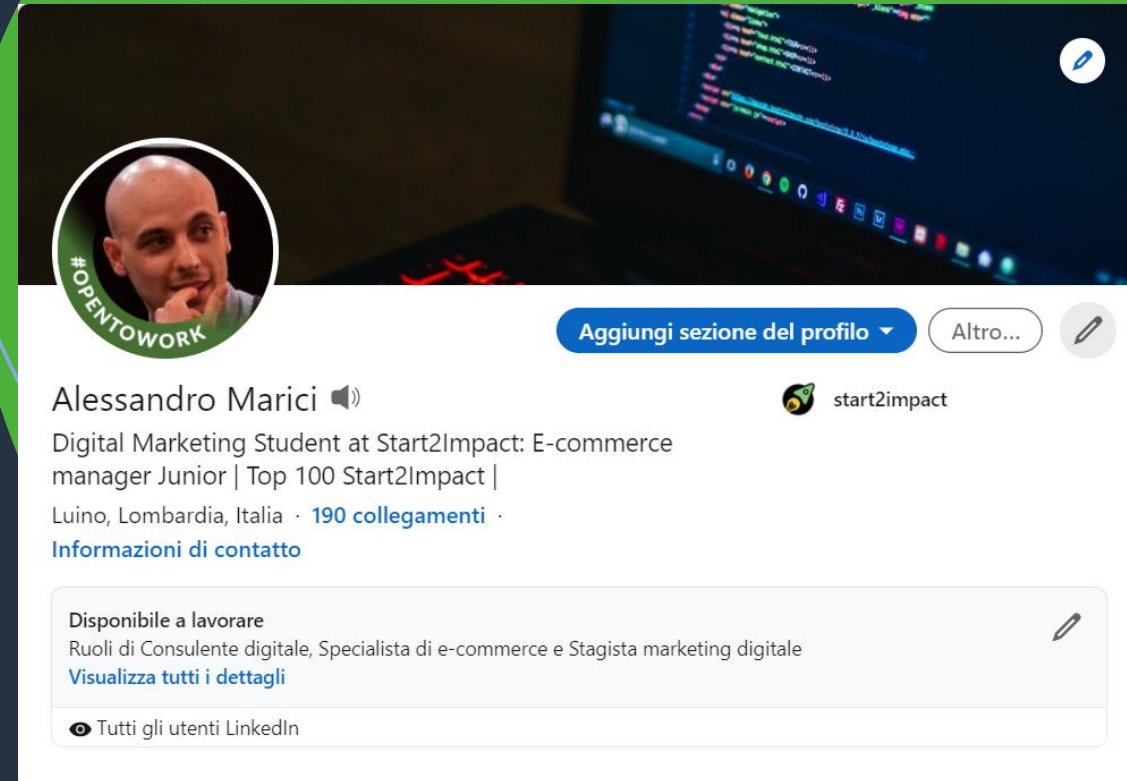 #OPENTOWORK
Aggiungi sezione del profilo
Altro...
Alessandro Marici
start2impact
Digital Marketing Student at Start2Impact: E-commerce
manager Junior | Top 100 Start2Impact |
Luino, Lombardia, Italia · 190 collegamenti ·
Informazioni di contatto
Disponibile a lavorare
Ruoli di Consulente digitale, Specialista di e-commerce e Stagista marketing digitale
Visualizza tutti i dettagli
Tutti gli utenti LinkedIn